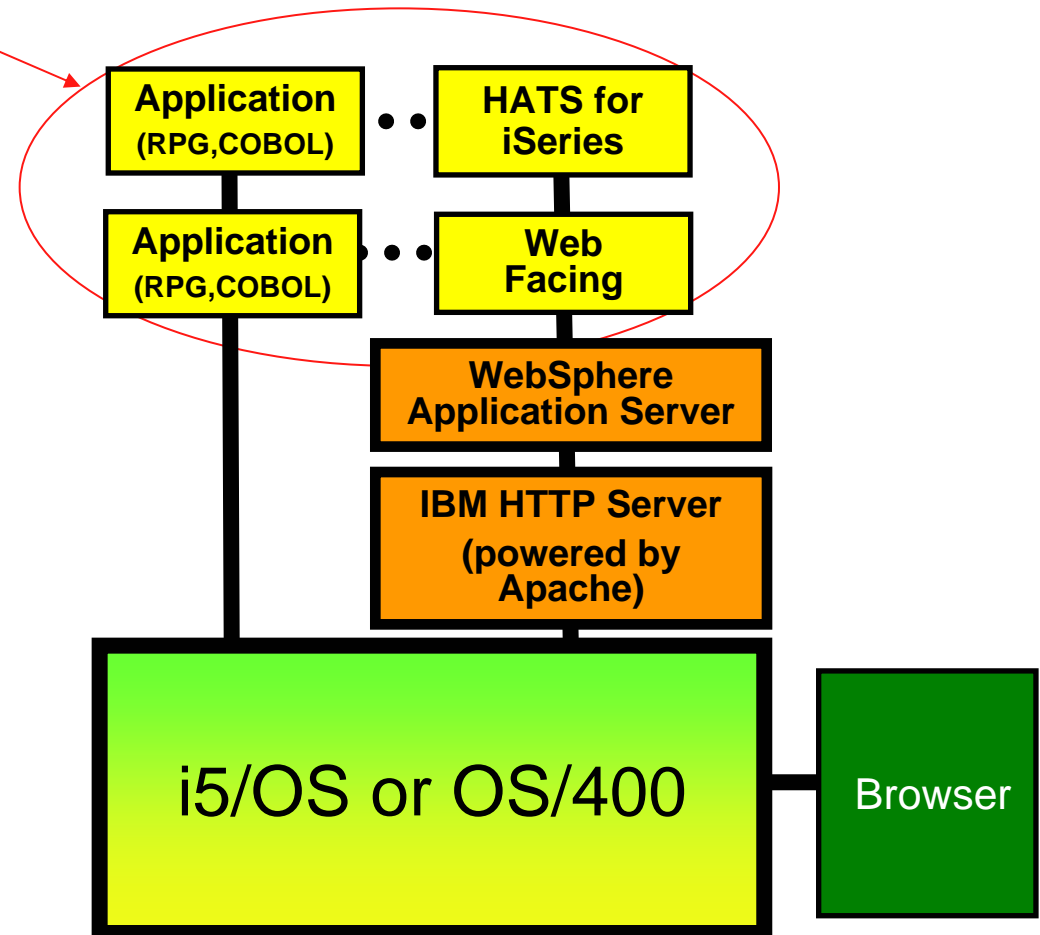 Application
(RPG,COBOL)
HATS for
iSeries
Application
(RPG,COBOL)
Web
Facing
WebSphere
Application Server
IBM HTTP Server
(powered by
Apache)
i5/OS or OS/400
Browser